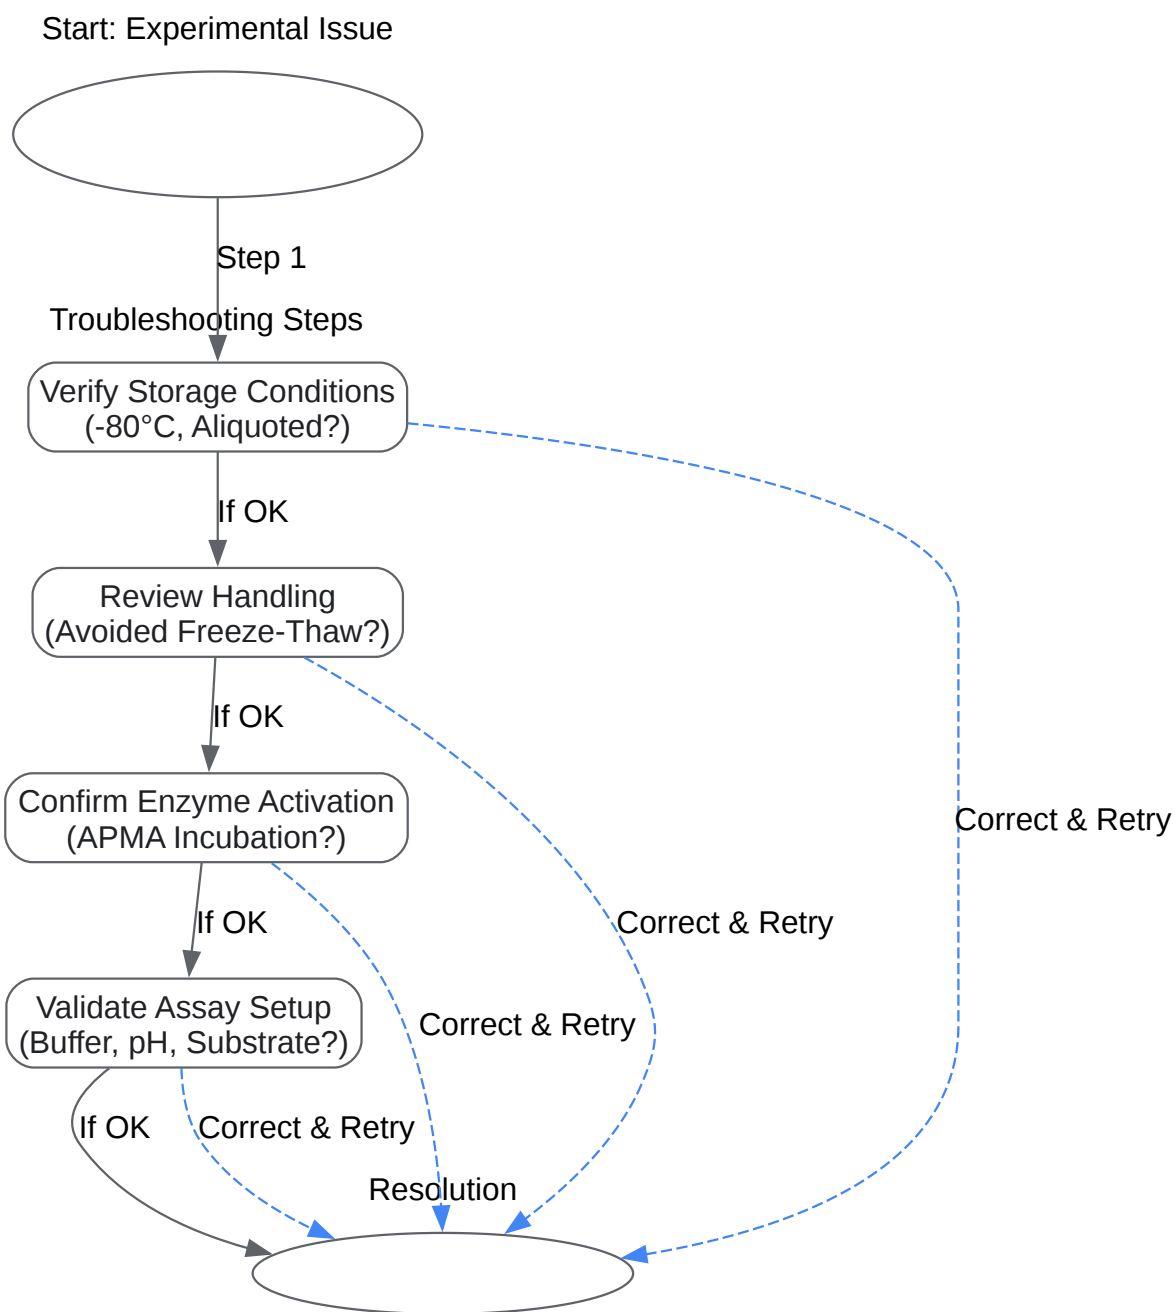 Start: Experimental Issue
Step 1
Troubleshooting Steps
Verify Storage Conditions
(-80°C, Aliquoted?)
If OK
Review Handling
(Avoided Freeze-Thaw?)
If OK
Confirm Enzyme Activation
(APMA Incubation?)
Correct & Retry
If OK
Correct & Retry
Validate Assay Setup
(Buffer, pH, Substrate?)
Correct & Retry
If OK
Correct & Retry
Resolution